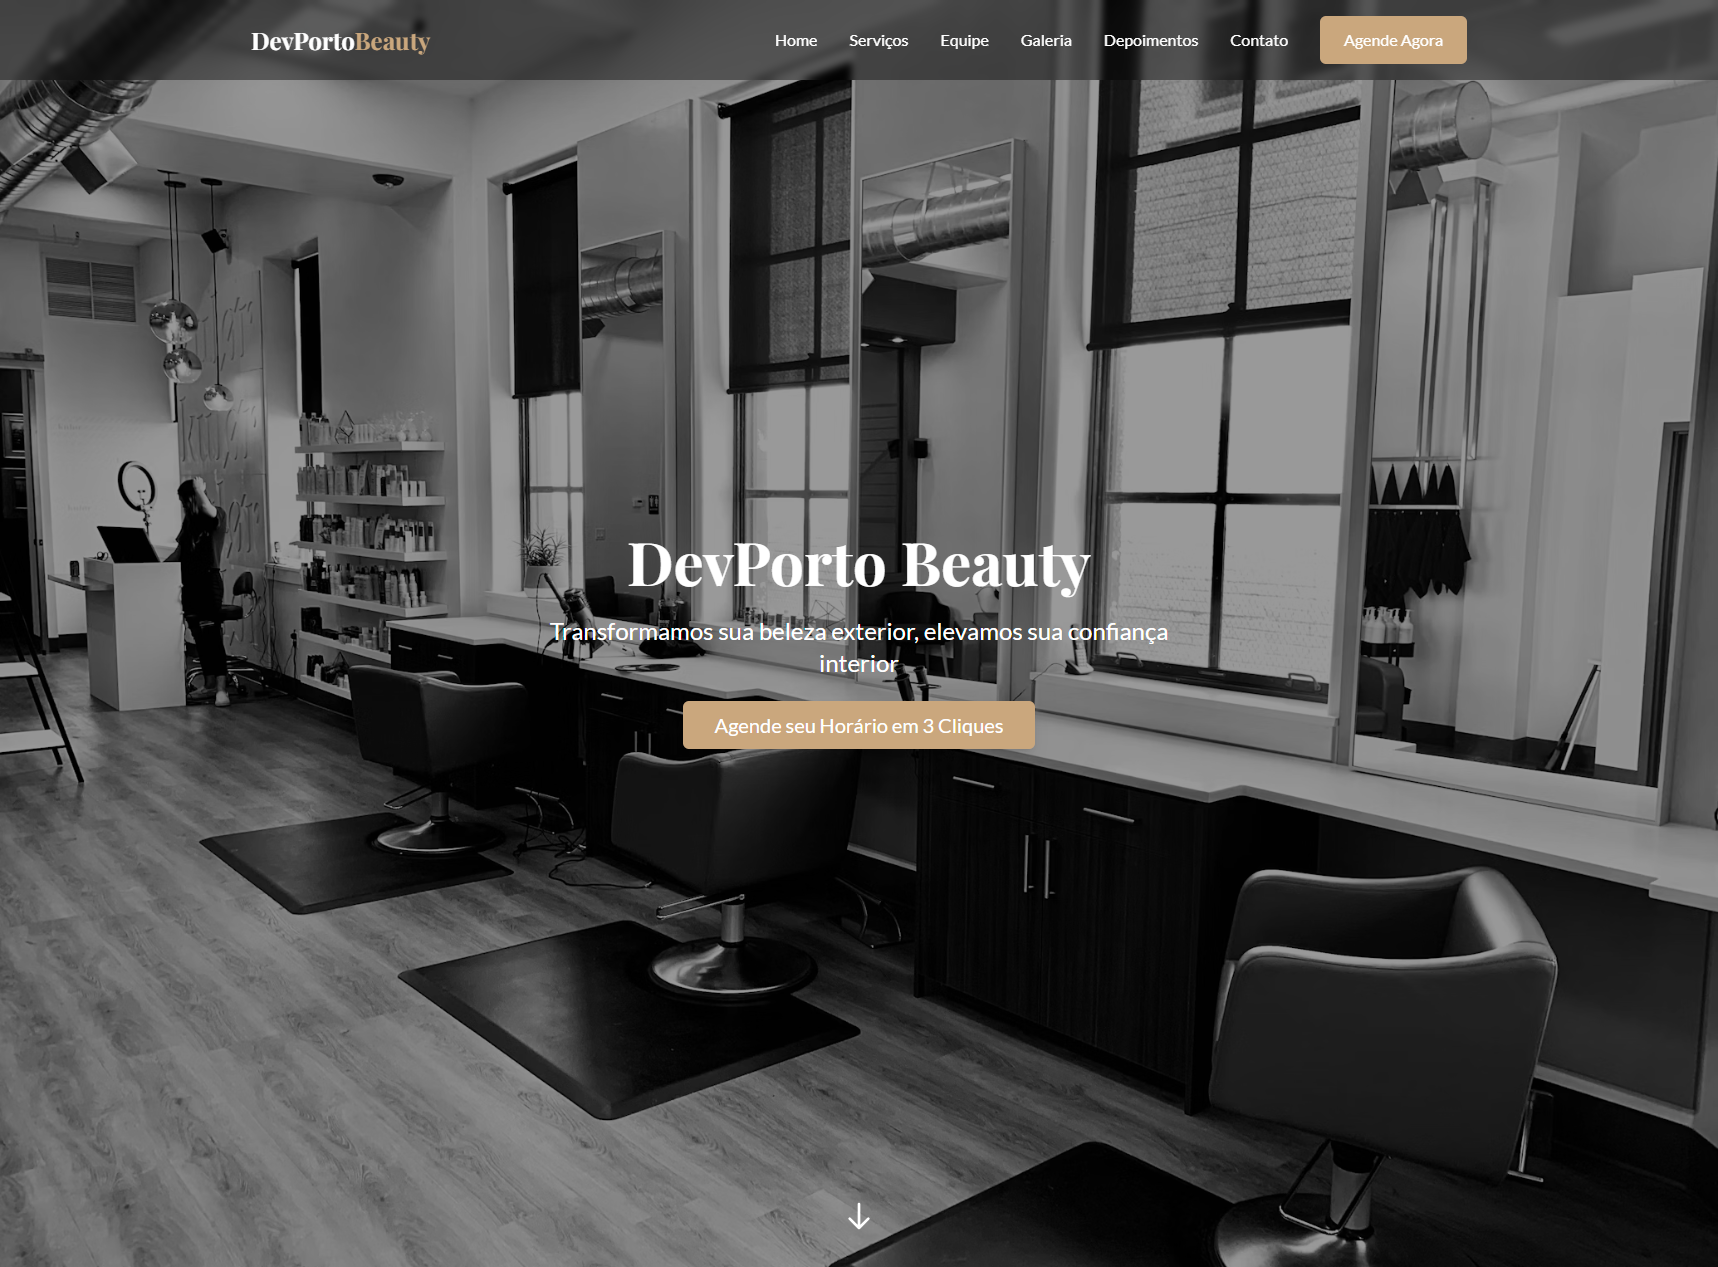 DevPortoBeauty
Home Serviços Equipe Galeria Depoimentos Contato Agende Agora
DevPorto Beauty
Transformamos sua beleza exterior, elevamos sua confiança
interior
Agende seu Horário em 3 Cliques